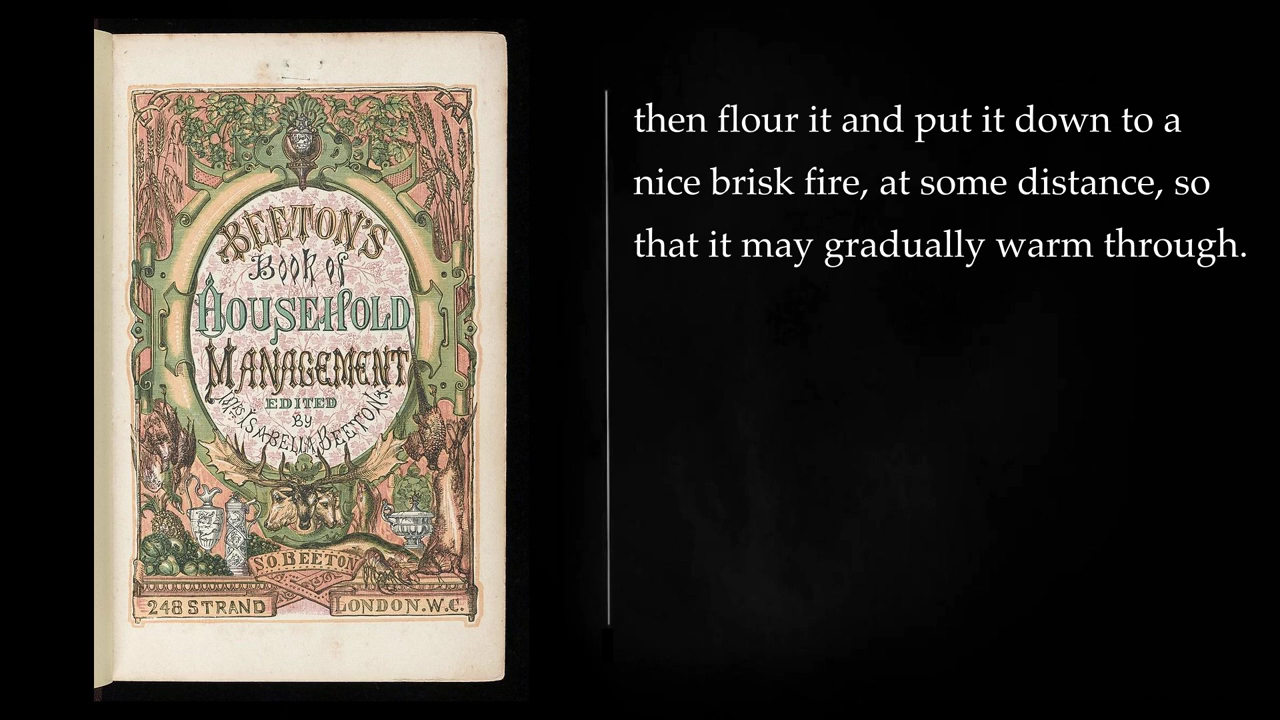 BEETON'S
Book of
HOUSEHOLD
MANAGEMENT
EDITED
BY
MRS ISABELLA BEETON
S.O. BEETON
248 STRAND
LONDON. W.C.
then flour it and put it down to a
nice brisk fire, at some distance, so
that it may gradually warm through.